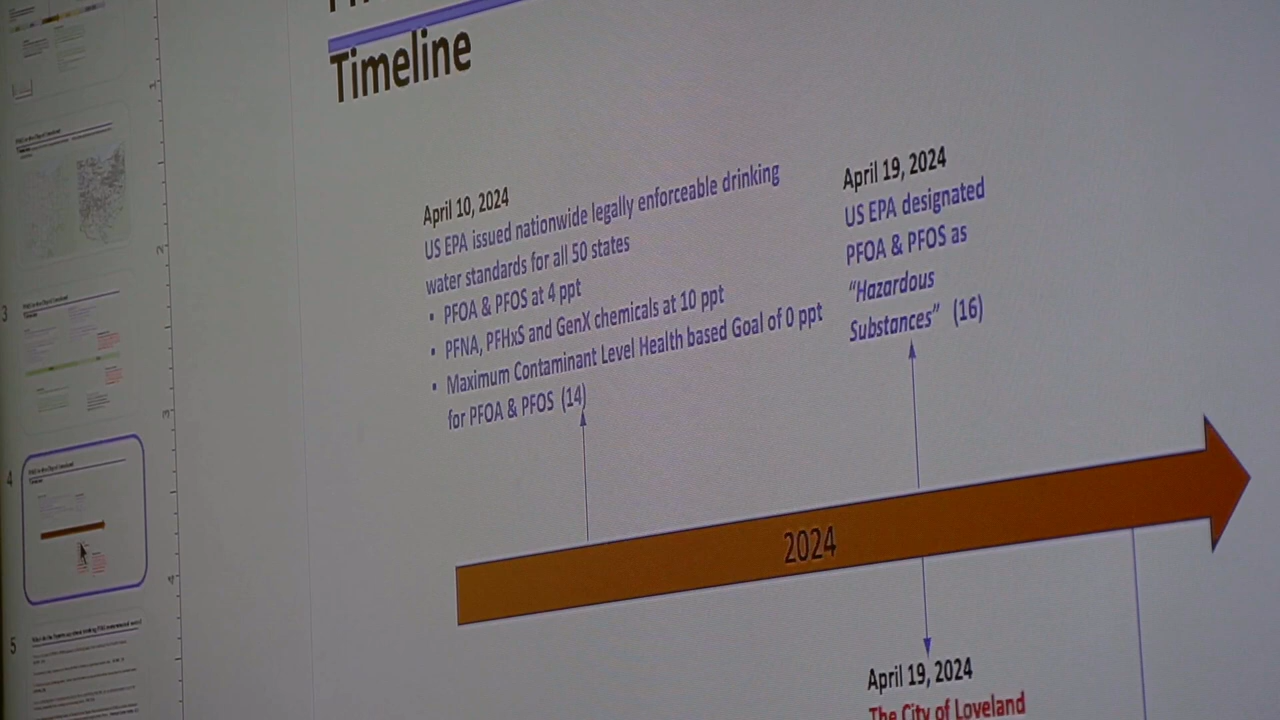 Timeline
April 10, 2024
US EPA issued nationwide legally enforceable drinking
water standards for all 50 states
• PFOA & PFOS at 4 ppt
• PFNA, PFHxS and GenX chemicals at 10 ppt
• Maximum Contaminant Level Health based Goal of 0 ppt
for PFOA & PFOS (14)
April 19, 2024
US EPA designated
PFOA & PFOS as
“Hazardous
Substances” (16)
2024
April 19, 2024
The City of Loveland
3
4
5